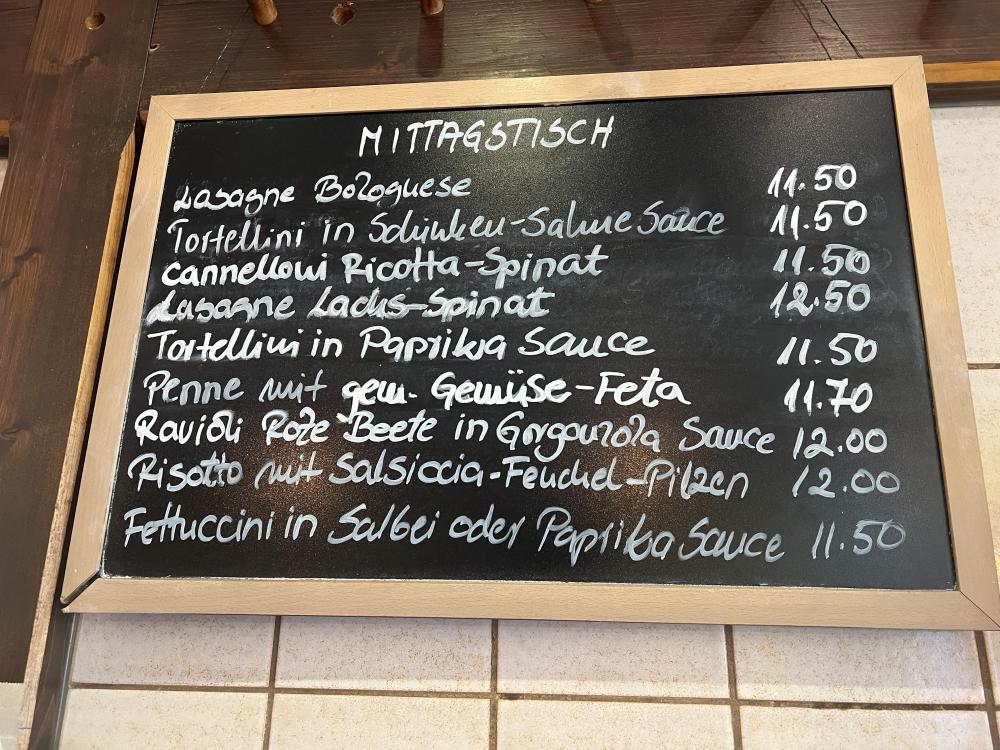 MITTAGSTISCH
Lasagne Bolognese 11.50
Tortellini in Schinken-Sahne Sauce 11.50
Cannelloni Ricotta-Spinat 11.50
Lasagne Lachs-Spinat 12.50
Tortellini in Paprika Sauce 11.50
Penne mit gem. Gemüse-Feta 11.70
Ravioli Rote Beete in Gorgonzola Sauce 12.00
Risotto mit Salsiccia-Fenchel-Pilzen 12.00
Fettuccini in Salbei oder Paprika Sauce 11.50